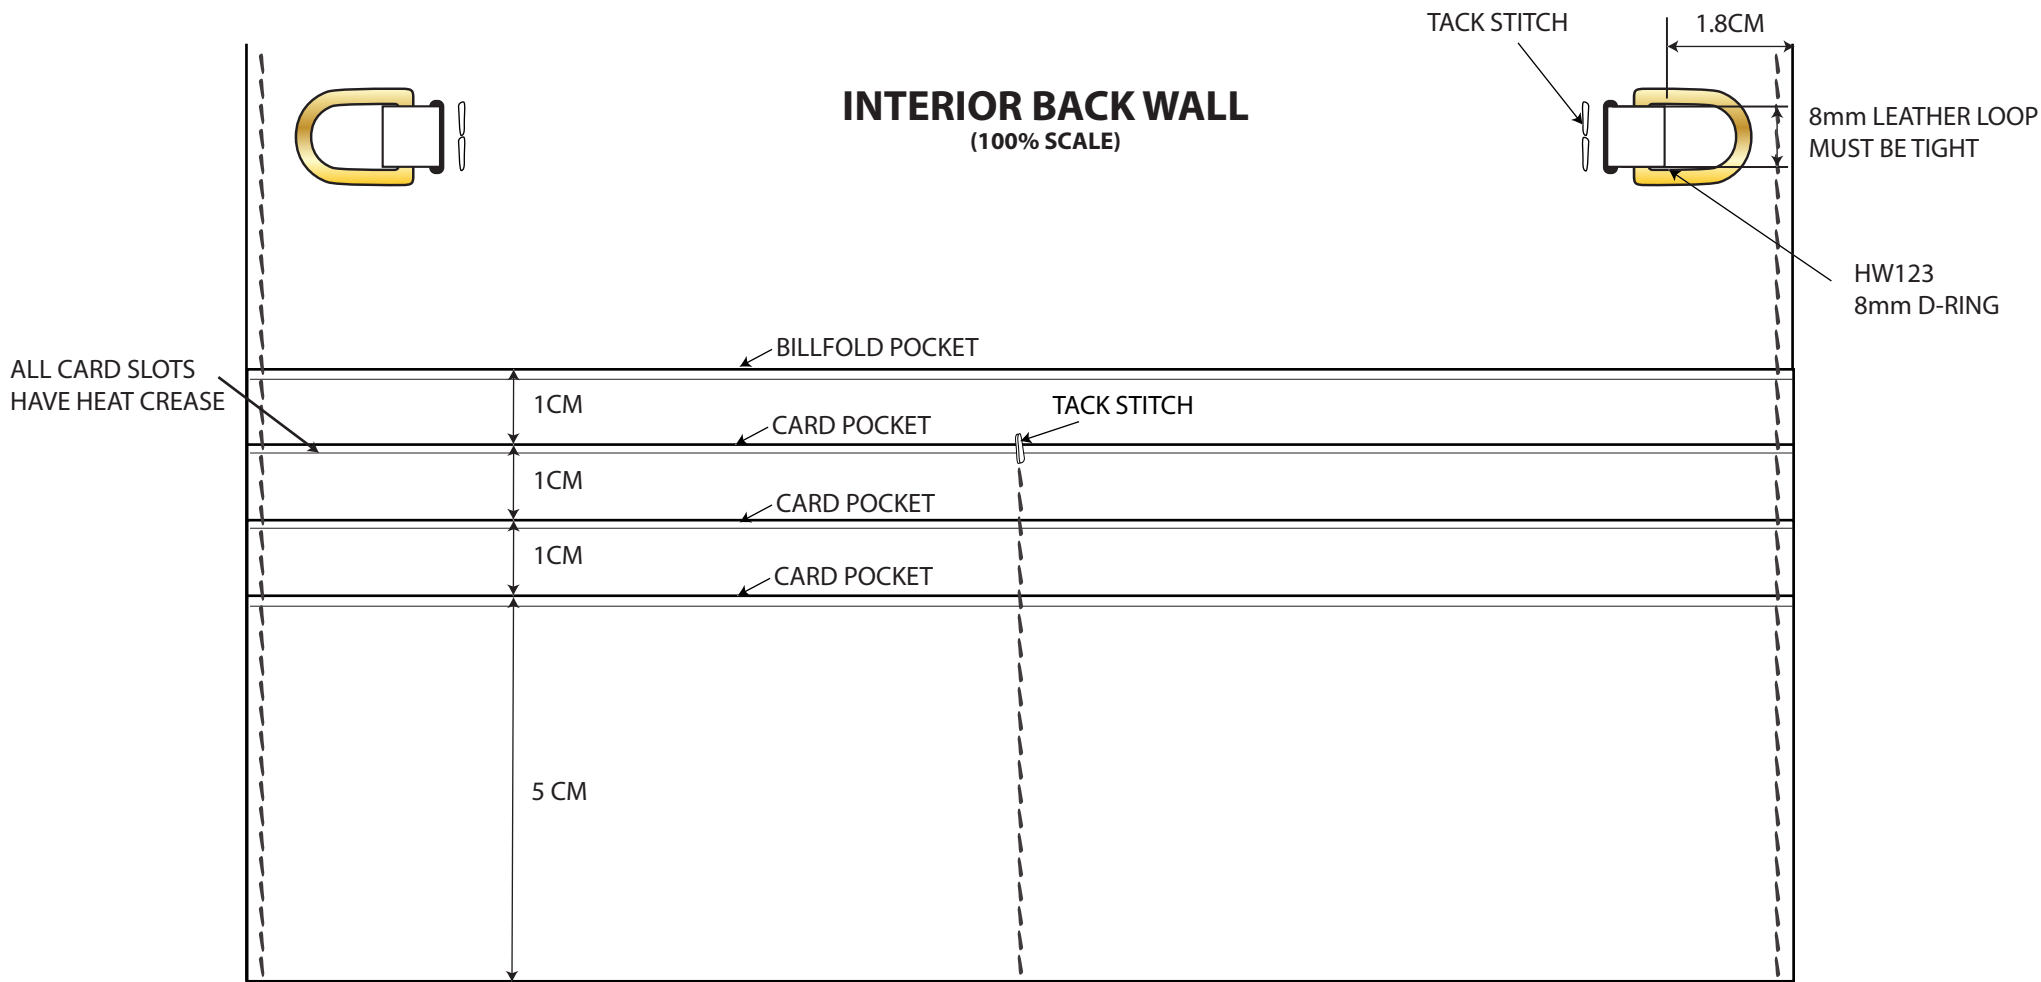 TACK STITCH
1.8CM
INTERIOR BACK WALL
(100% SCALE)
8mm LEATHER LOOP
MUST BE TIGHT
HW123
8mm D-RING
BILLFOLD POCKET
ALL CARD SLOTS
HAVE HEAT CREASE
1CM
TACK STITCH
CARD POCKET
1CM
CARD POCKET
1CM
CARD POCKET
5 CM